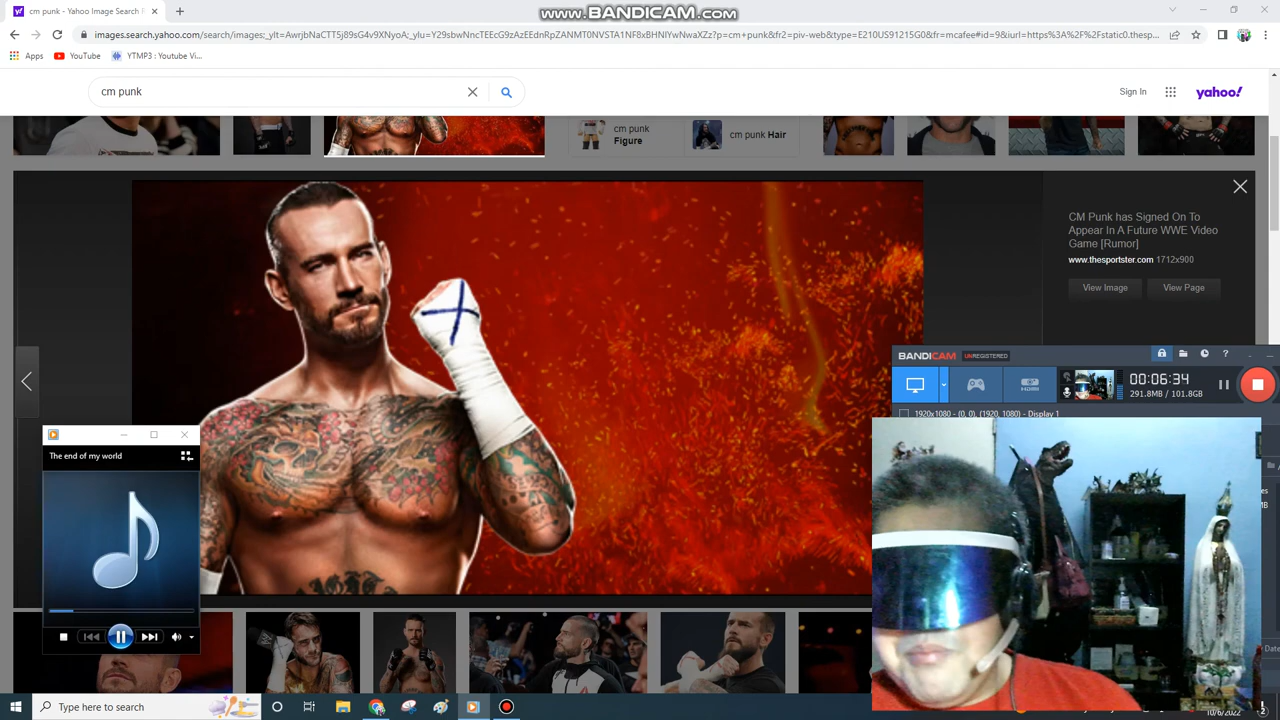 cm punk - Yahoo Image Search R
www.BANDICAM.com
images.search.yahoo.com/search/images;_ylt=AwrjbNaCTT5j89sG4v9XNyoA;_ylu=Y29sbwNncTEEcG9zAzEEdnRpZANMT0NVSTA1NF8xBHNlYwNwaXZz?p=cm+punk&fr2=piv-web&type=E210US91215G0&fr=mcafee#id=9&iurl=https%3A%2F%2Fstatic0.thesp...
Apps YouTube YTMP3 : Youtube Vi...
cm punk
Sign In
yahoo!
cm punk
Figure
cm punk Hair
CM Punk has Signed On To
Appear In A Future WWE Video
Game [Rumor]
www.thesportster.com 1712x900
View Image View Page
BANDICAM UNREGISTERED
00:06:34
291.8MB / 101.8GB
1920x1080 - (0, 0), (1920, 1080) - Display 1
The end of my world
Type here to search
10/6/2022